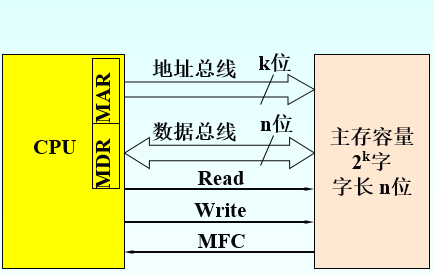 CPU
MAR
MDR
地址总线 k位
数据总线 n位
Read
Write
MFC
主存容量
2ᵏ字
字长 n位